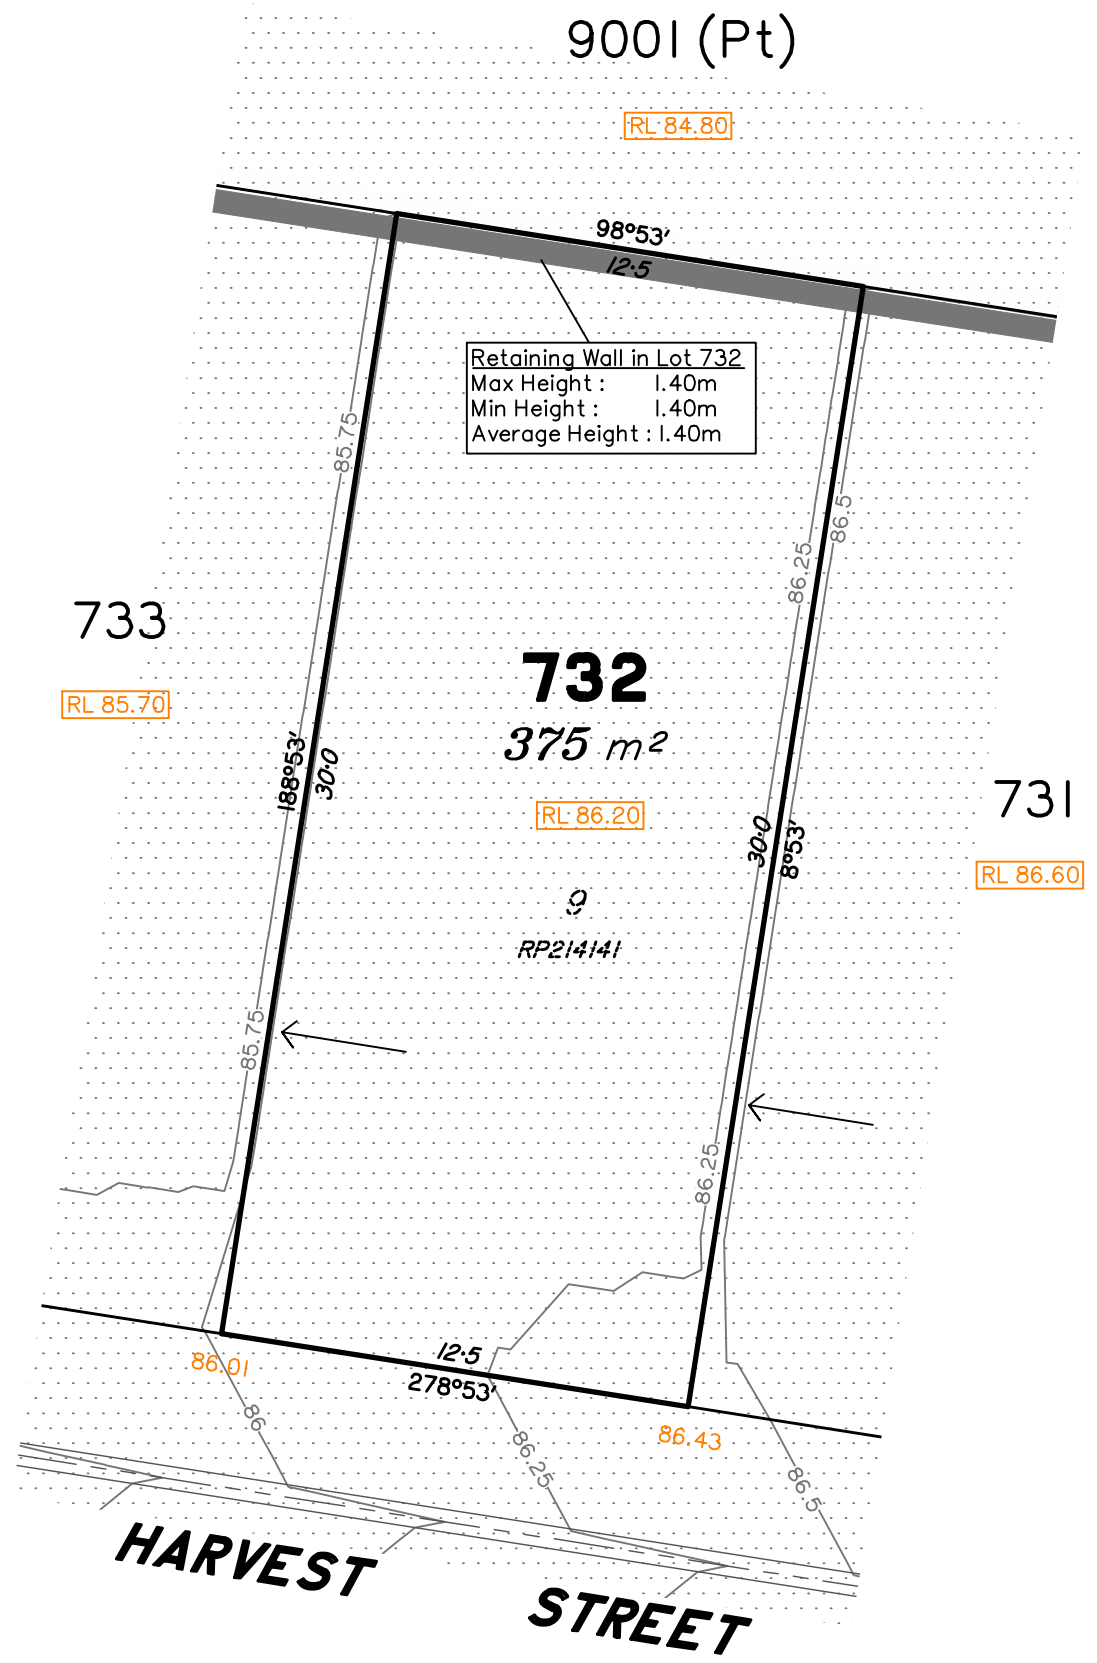 9001 (Pt)
RL 84.80
98°53'
12·5
Retaining Wall in Lot 732
Max Height : 1.40m
Min Height : 1.40m
Average Height : 1.40m
85.75
86.5
86.25
733
RL 85.70
732
375 m²
RL 86.20
188°53'
30·0
30·0
8°53'
731
RL 86.60
9
RP214141
85.75
86.25
12·5
278°53'
86.01
86.43
86
86.25
86.5
HARVEST STREET